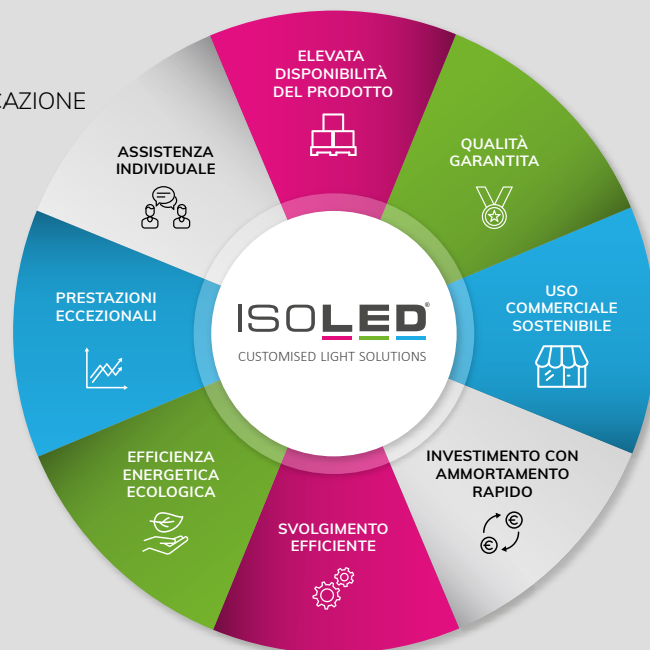 ELEVATA
DISPONIBILITÀ
DEL PRODOTTO
QUALITÀ
GARANTITA
USO
COMMERCIALE
SOSTENIBILE
INVESTIMENTO CON
AMMORTAMENTO
RAPIDO
SVOLGIMENTO
EFFICIENTE
EFFICIENZA
ENERGETICA
ECOLOGICA
PRESTAZIONI
ECCEZIONALI
ASSISTENZA
INDIVIDUALE
ISOLED®
CUSTOMISED LIGHT SOLUTIONS